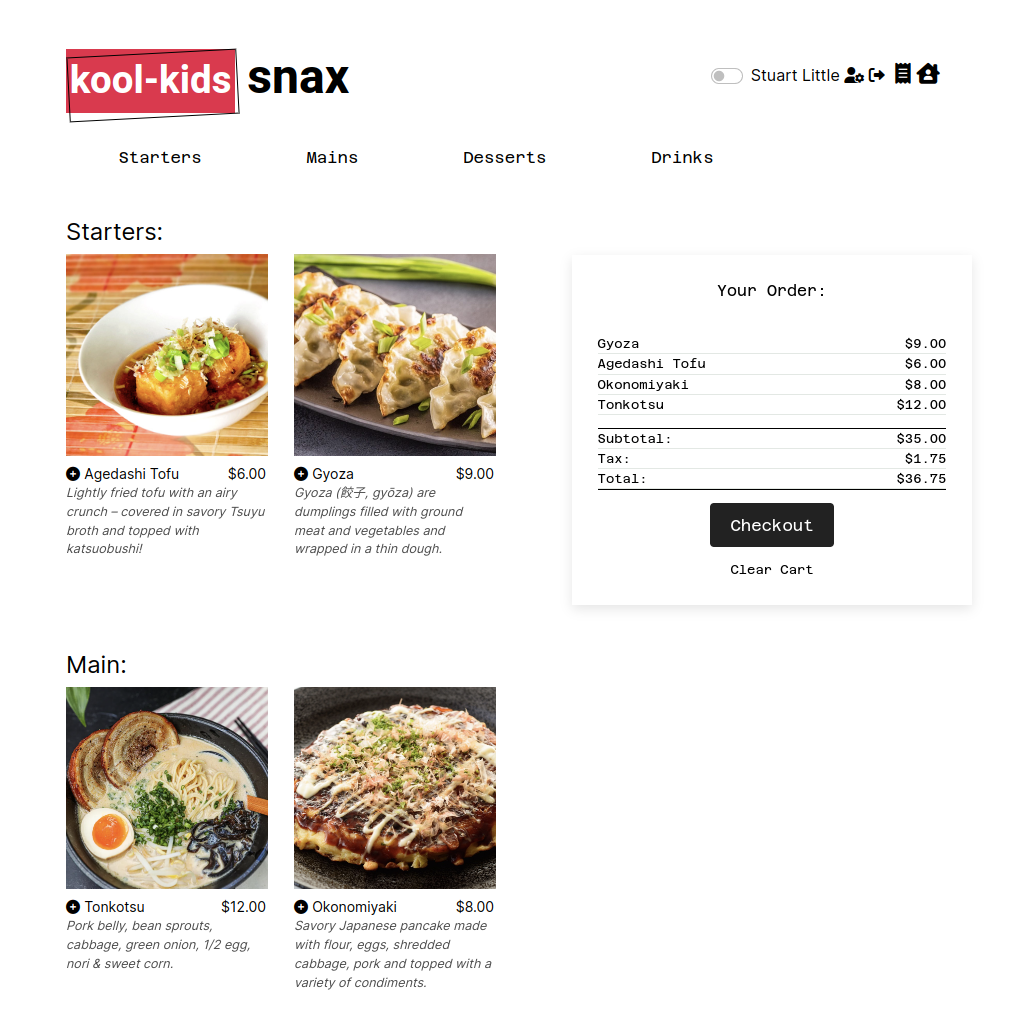 kool-kids snax
Stuart Little
Starters Mains Desserts Drinks
Starters:
Agedashi Tofu $6.00
Lightly fried tofu with an airy
crunch – covered in savory Tsuyu
broth and topped with
katsuobushi!
Gyoza $9.00
Gyoza (餃子, gyōza) are
dumplings filled with ground
meat and vegetables and
wrapped in a thin dough.
Your Order:
Gyoza $9.00
Agedashi Tofu $6.00
Okonomiyaki $8.00
Tonkotsu $12.00
Subtotal: $35.00
Tax: $1.75
Total: $36.75
Checkout
Clear Cart
Main:
Tonkotsu $12.00
Pork belly, bean sprouts,
cabbage, green onion, 1/2 egg,
nori & sweet corn.
Okonomiyaki $8.00
Savory Japanese pancake made
with flour, eggs, shredded
cabbage, pork and topped with a
variety of condiments.